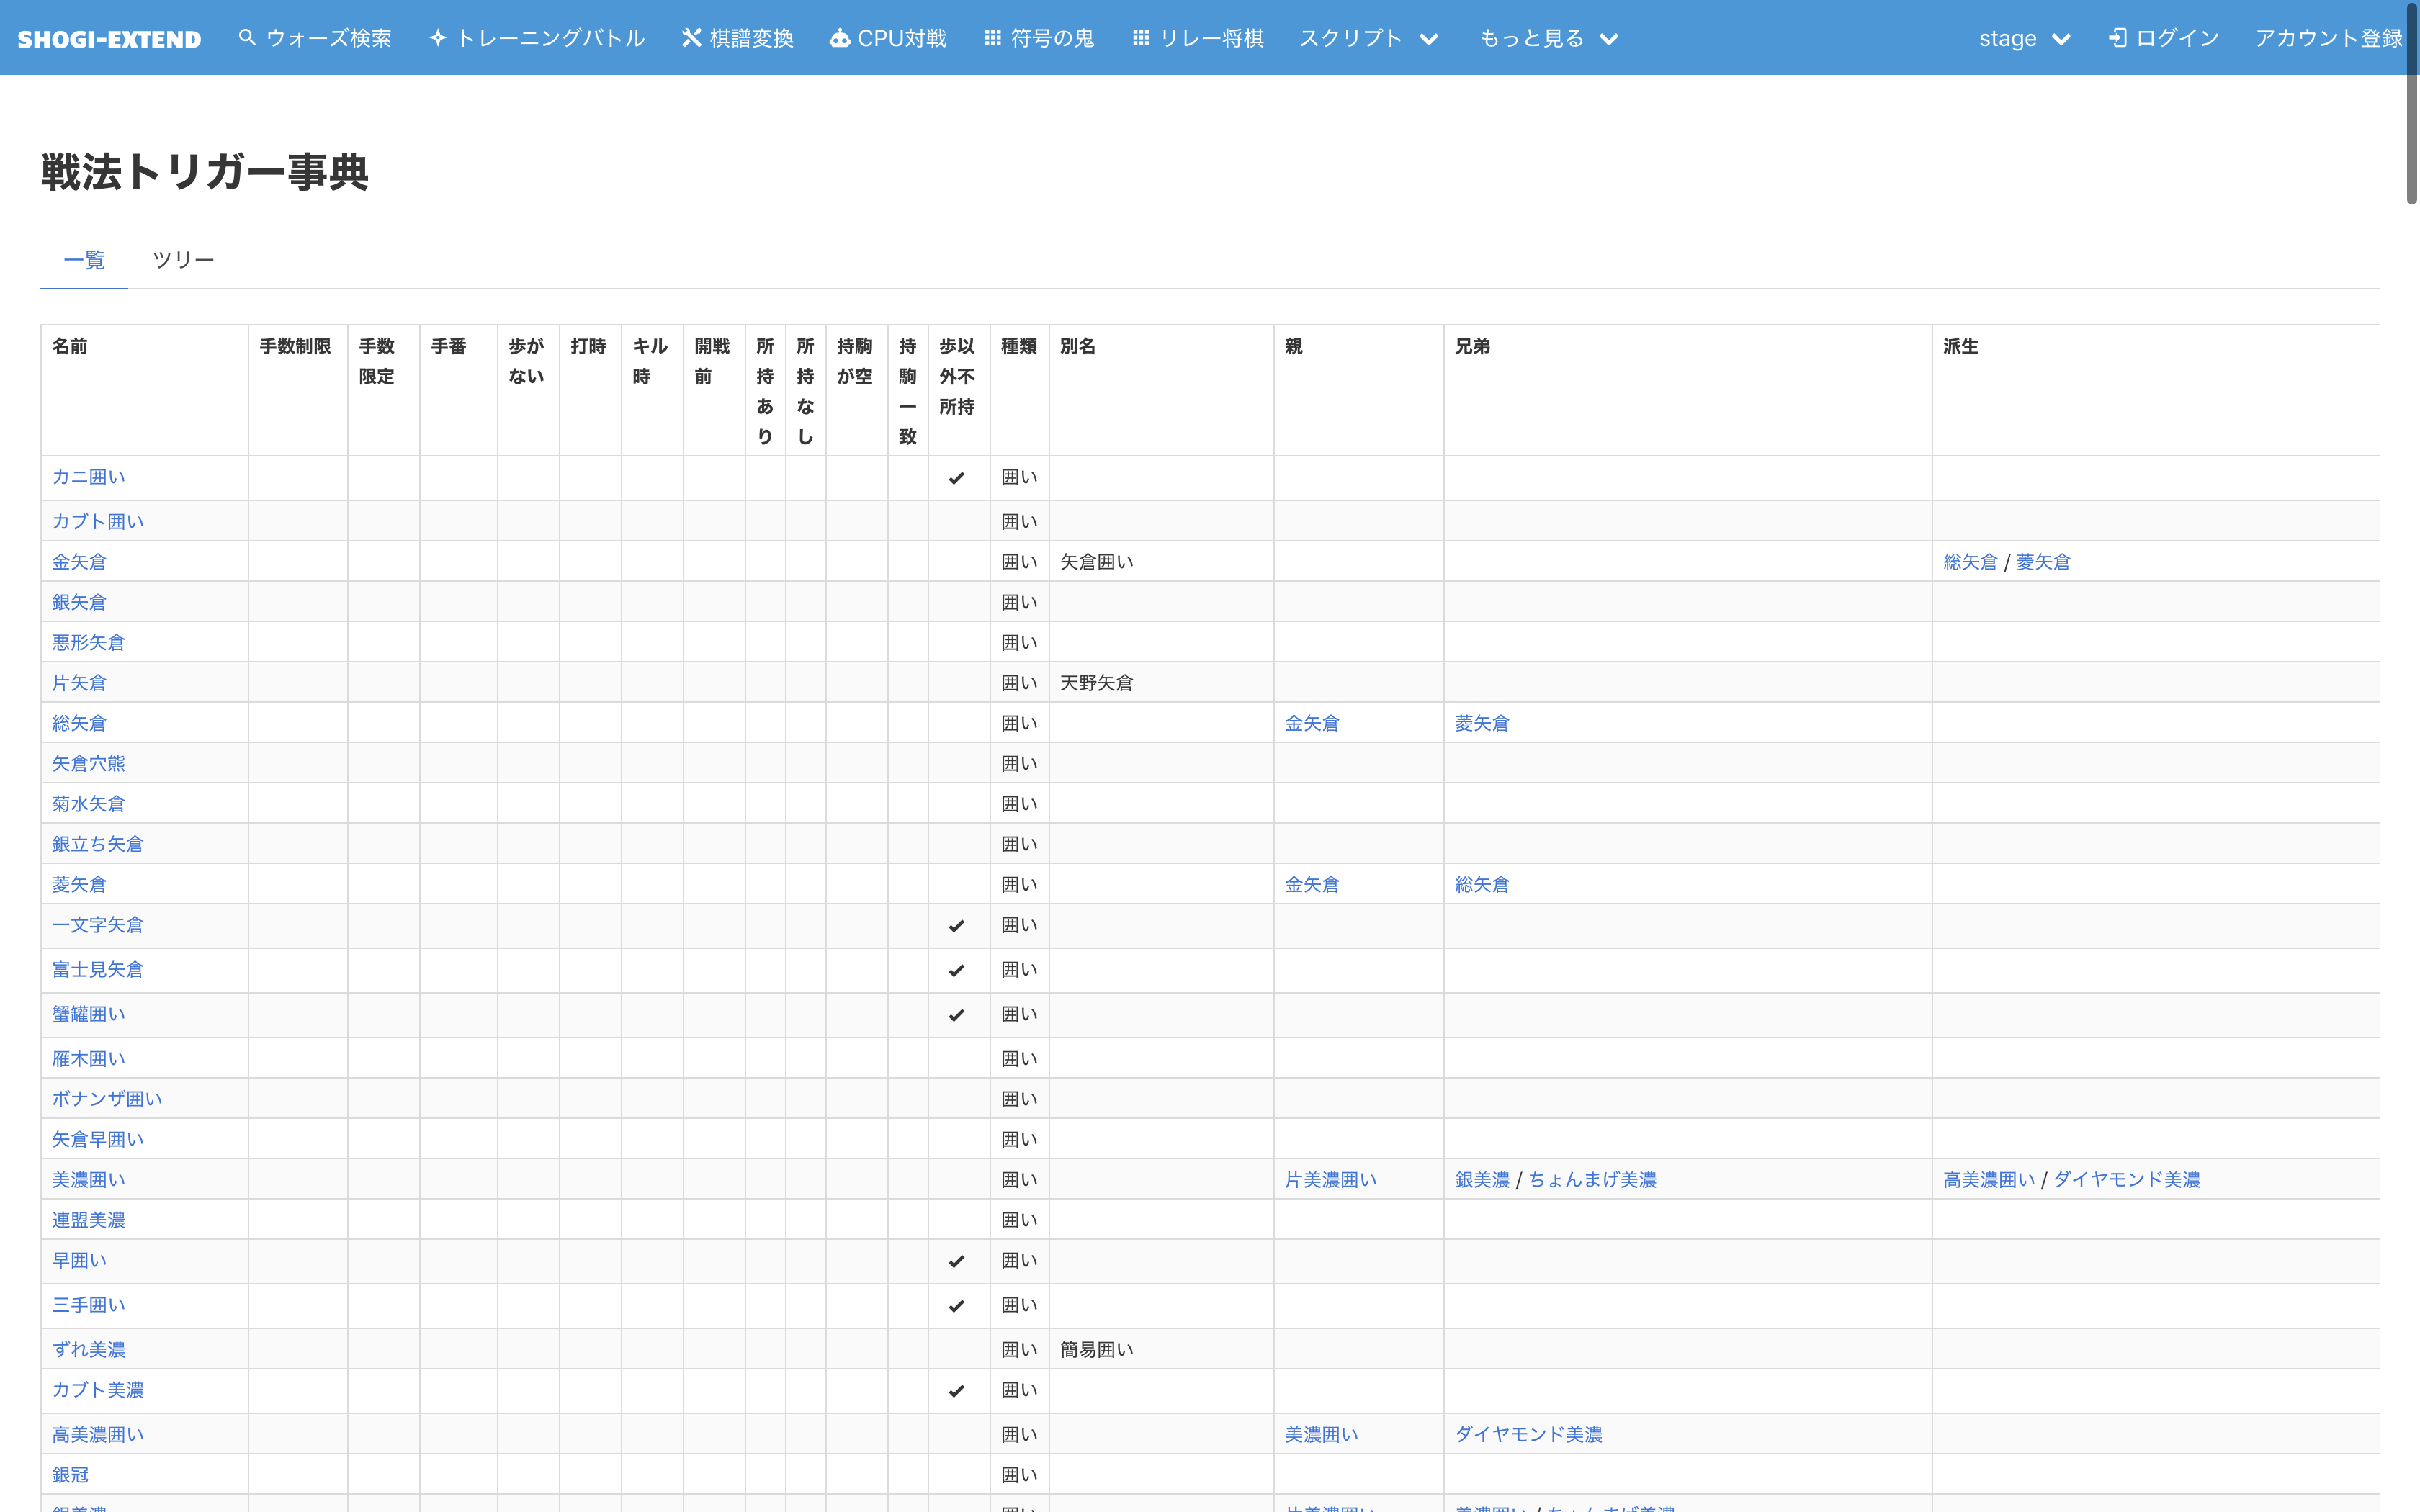 SHOGI-EXTEND ウォーズ検索 トレーニングバトル 棋譜変換 CPU対戦 符号の鬼 リレー将棋 スクリプト もっと見る stage ログイン アカウント登録
戦法トリガー事典
一覧 ツリー
名前 手数制限 手数限定 手番 歩がない 打時 キル時 開戦前 所持あり 所持なし 持駒が空 持駒一致 歩以外不所持 種類 別名 親 兄弟 派生
カニ囲い ✓ 囲い
カブト囲い 囲い
金矢倉 囲い 矢倉囲い 総矢倉 / 菱矢倉
銀矢倉 囲い
悪形矢倉 囲い
片矢倉 囲い 天野矢倉
総矢倉 囲い 金矢倉 菱矢倉
矢倉穴熊 囲い
菊水矢倉 囲い
銀立ち矢倉 囲い
菱矢倉 囲い 金矢倉 総矢倉
一文字矢倉 ✓ 囲い
富士見矢倉 ✓ 囲い
蟹罐囲い ✓ 囲い
雁木囲い 囲い
ボナンザ囲い 囲い
矢倉早囲い 囲い
美濃囲い 囲い 片美濃囲い 銀美濃 / ちょんまげ美濃 高美濃囲い / ダイヤモンド美濃
連盟美濃 囲い
早囲い ✓ 囲い
三手囲い ✓ 囲い
ずれ美濃 囲い 簡易囲い
カブト美濃 ✓ 囲い
高美濃囲い 囲い 美濃囲い ダイヤモンド美濃
銀冠 囲い